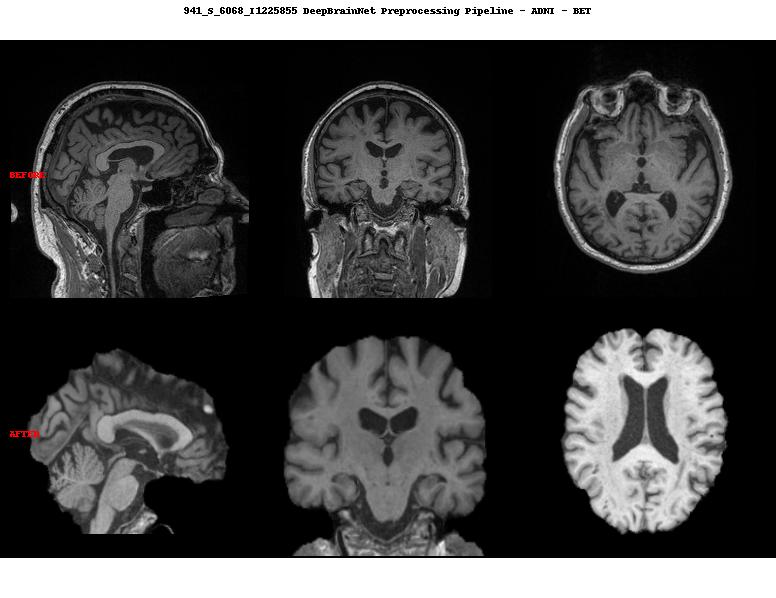 941_S_6068_I1225855 DeepBrainNet Preprocessing Pipeline - ADNI - BET
BEFORE
AFTER